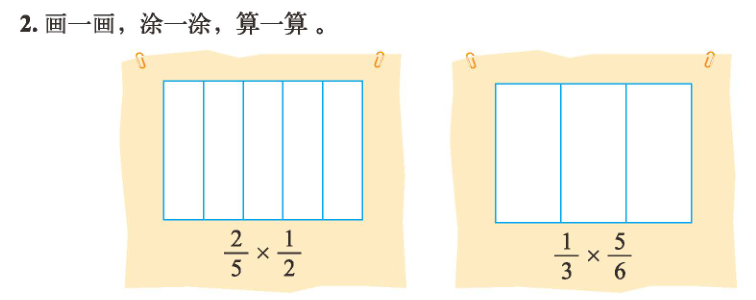 2. 画一画，涂一涂，算一算。
2/5 × 1/2
1/3 × 5/6